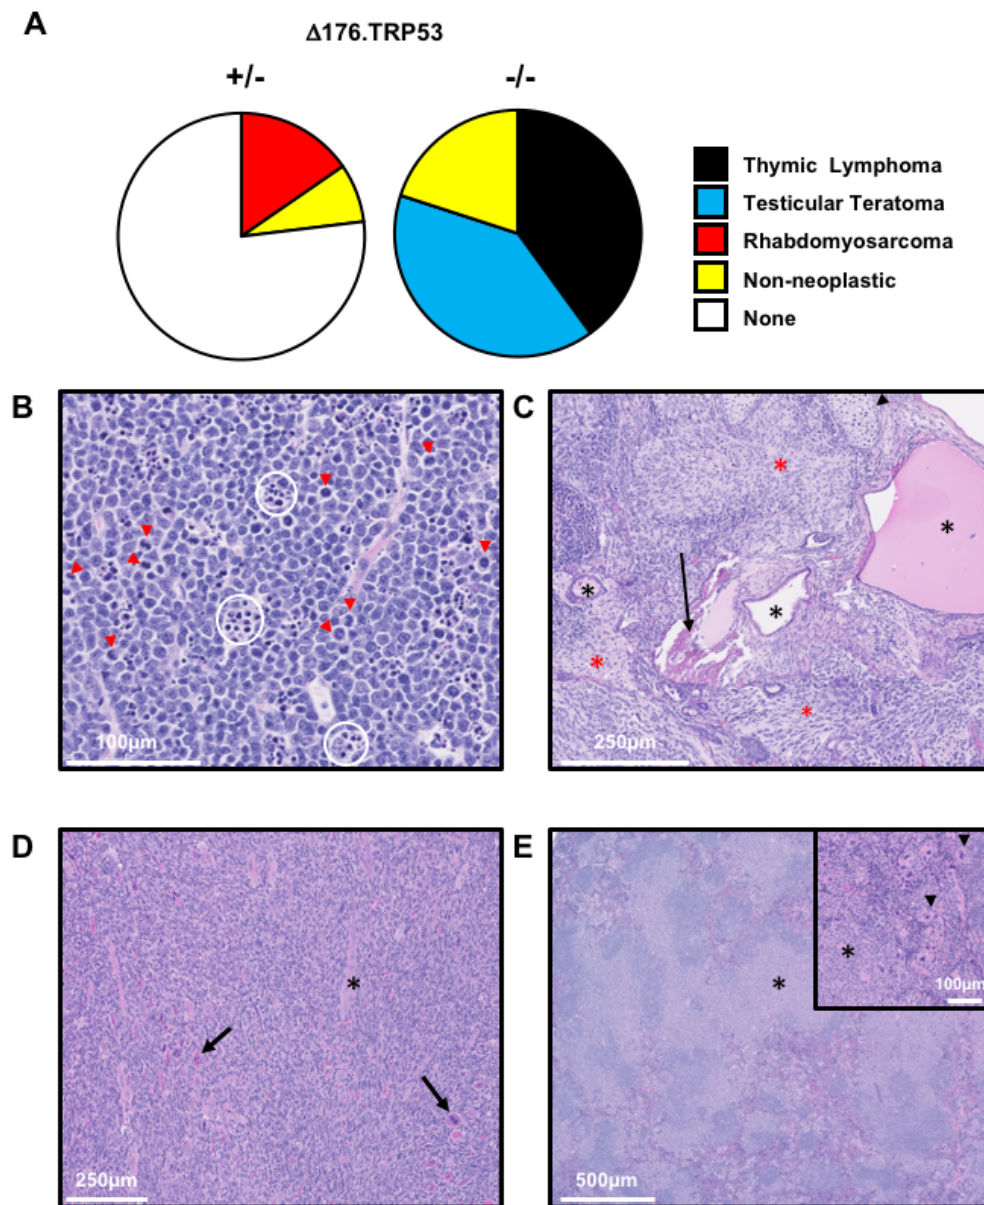 A
Δ176.TRP53
+/-
-/-
Thymic Lymphoma
Testicular Teratoma
Rhabdomyosarcoma
Non-neoplastic
None
B
C
*
*
*
*
*
*
100µm
250µm
D
E
*
*
*
100µm
250µm
500µm